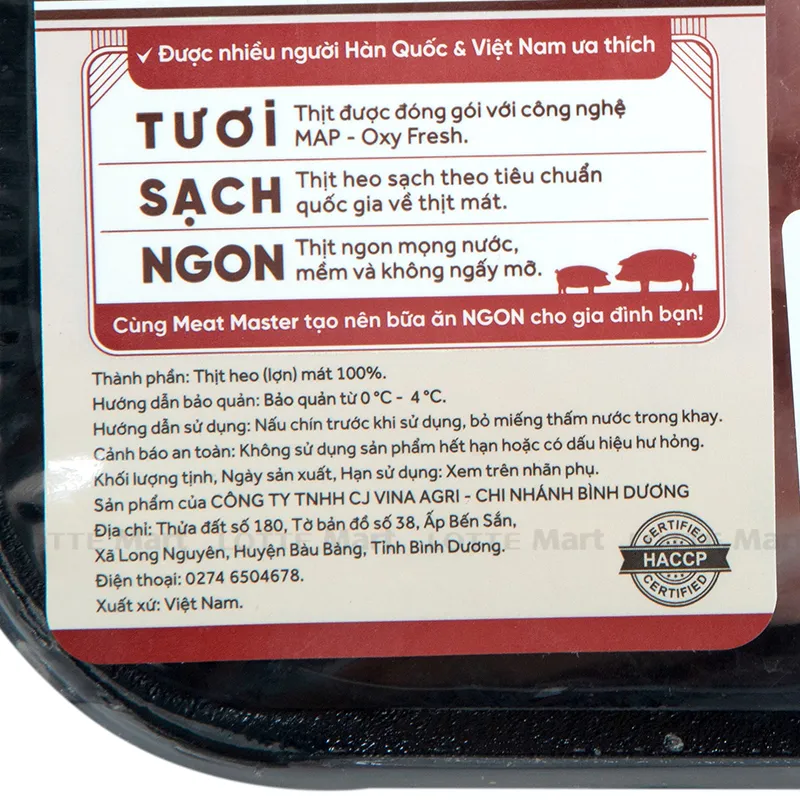 ✓ Được nhiều người Hàn Quốc & Việt Nam ưa thích
TƯƠI
Thịt được đóng gói với công nghệ
MAP - Oxy Fresh.
SẠCH
Thịt heo sạch theo tiêu chuẩn
quốc gia về thịt mát.
NGON
Thịt ngon mọng nước,
mềm và không ngấy mỡ.
Cùng Meat Master tạo nên bữa ăn NGON cho gia đình bạn!
Thành phần: Thịt heo (lợn) mát 100%.
Hướng dẫn bảo quản: Bảo quản từ 0 °C - 4 °C.
Hướng dẫn sử dụng: Nấu chín trước khi sử dụng, bỏ miếng thấm nước trong khay.
Cảnh báo an toàn: Không sử dụng sản phẩm hết hạn hoặc có dấu hiệu hư hỏng.
Khối lượng tịnh, Ngày sản xuất, Hạn sử dụng: Xem trên nhãn phụ.
Sản phẩm của CÔNG TY TNHH CJ VINA AGRI - CHI NHÁNH BÌNH DƯƠNG
Địa chỉ: Thửa đất số 180, Tờ bản đồ số 38, Ấp Bến Sắn,
Xã Long Nguyên, Huyện Bàu Bàng, Tỉnh Bình Dương.
Điện thoại: 0274 6504678.
Xuất xứ: Việt Nam.
CERTIFIED
HACCP
CERTIFIED
LOTTE Mart LOTTE Mart LOTTE Mart